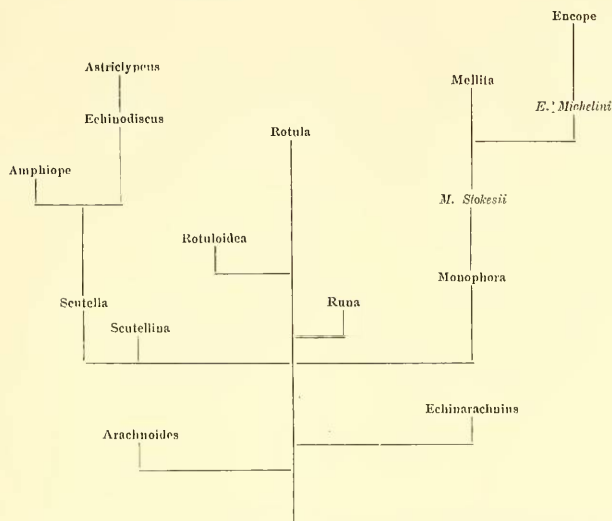 Encope
Astriclypeus
Mellita
E.? Michelini
Echinodiscus
Rotula
Amphiope
M. Stokesii
Rotuloidea
Monophora
Scutella
Runa
Scutellina
Echinarachnius
Arachnoides